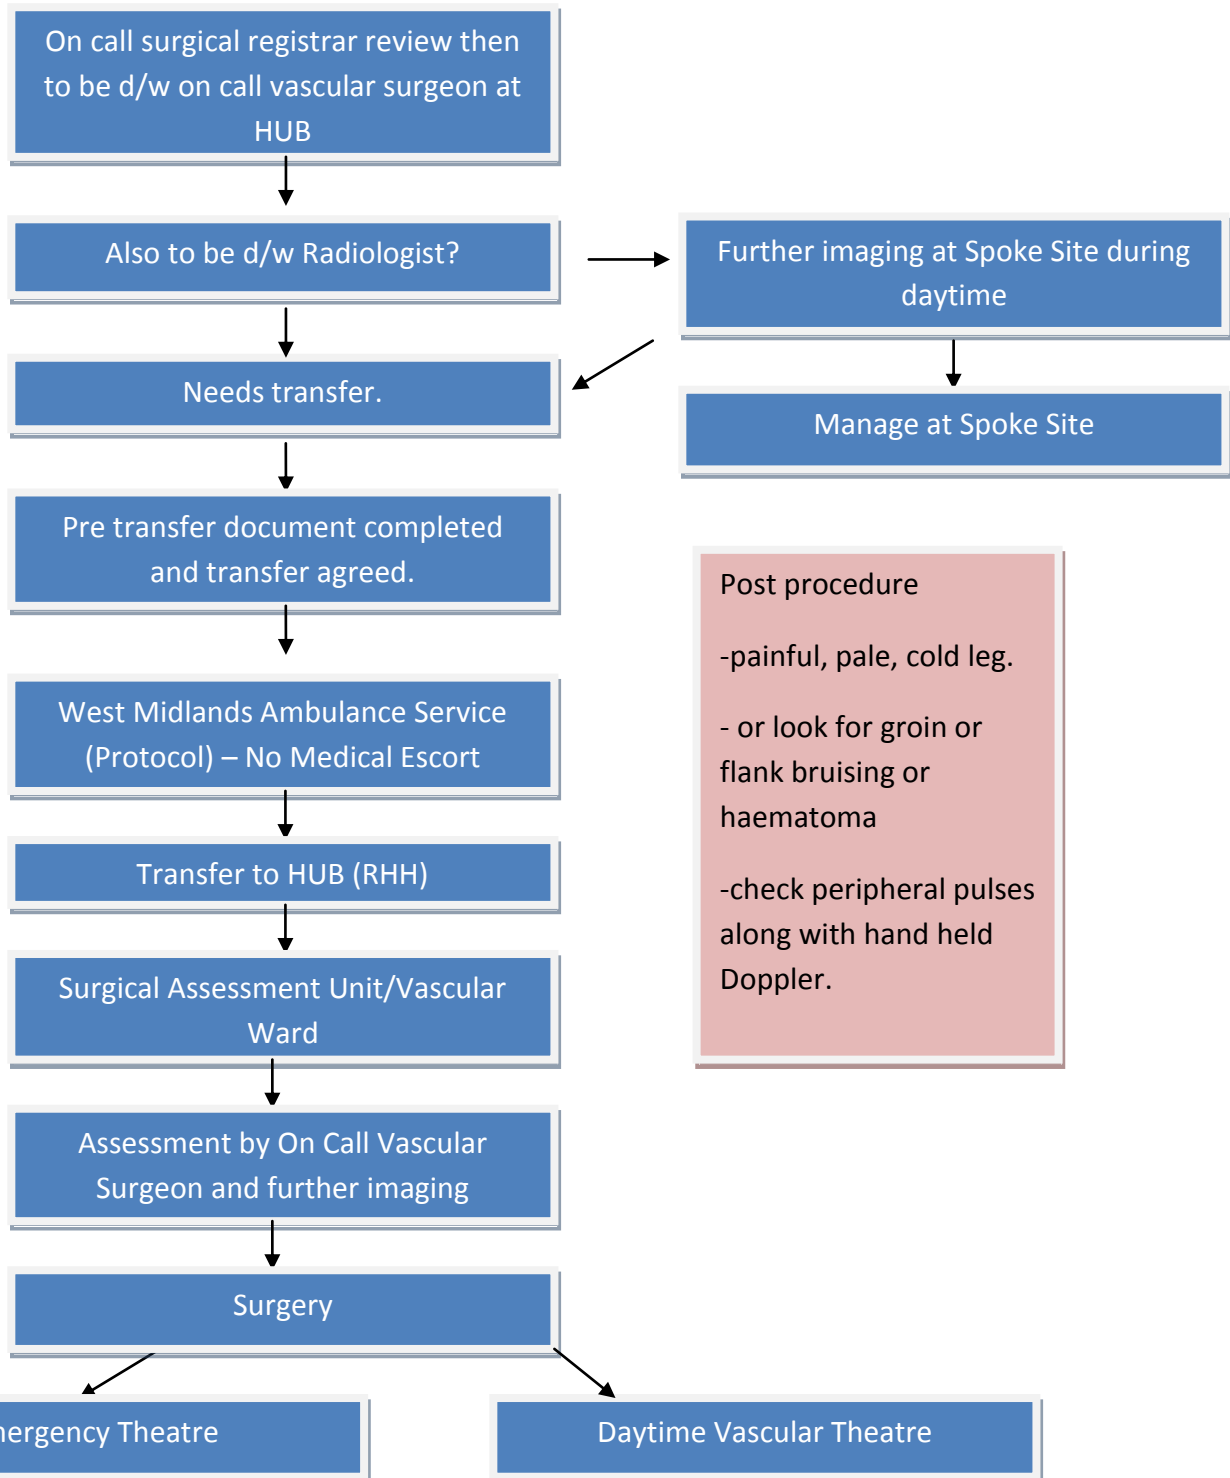 On call surgical registrar review then
to be d/w on call vascular surgeon at
HUB
Also to be d/w Radiologist?
Further imaging at Spoke Site during
daytime
Needs transfer.
Manage at Spoke Site
Pre transfer document completed
and transfer agreed.
Post procedure
-painful, pale, cold leg.
- or look for groin or
flank bruising or
haematoma
-check peripheral pulses
along with hand held
Doppler.
West Midlands Ambulance Service
(Protocol) – No Medical Escort
Transfer to HUB (RHH)
Surgical Assessment Unit/Vascular
Ward
Assessment by On Call Vascular
Surgeon and further imaging
Surgery
mergency Theatre
Daytime Vascular Theatre